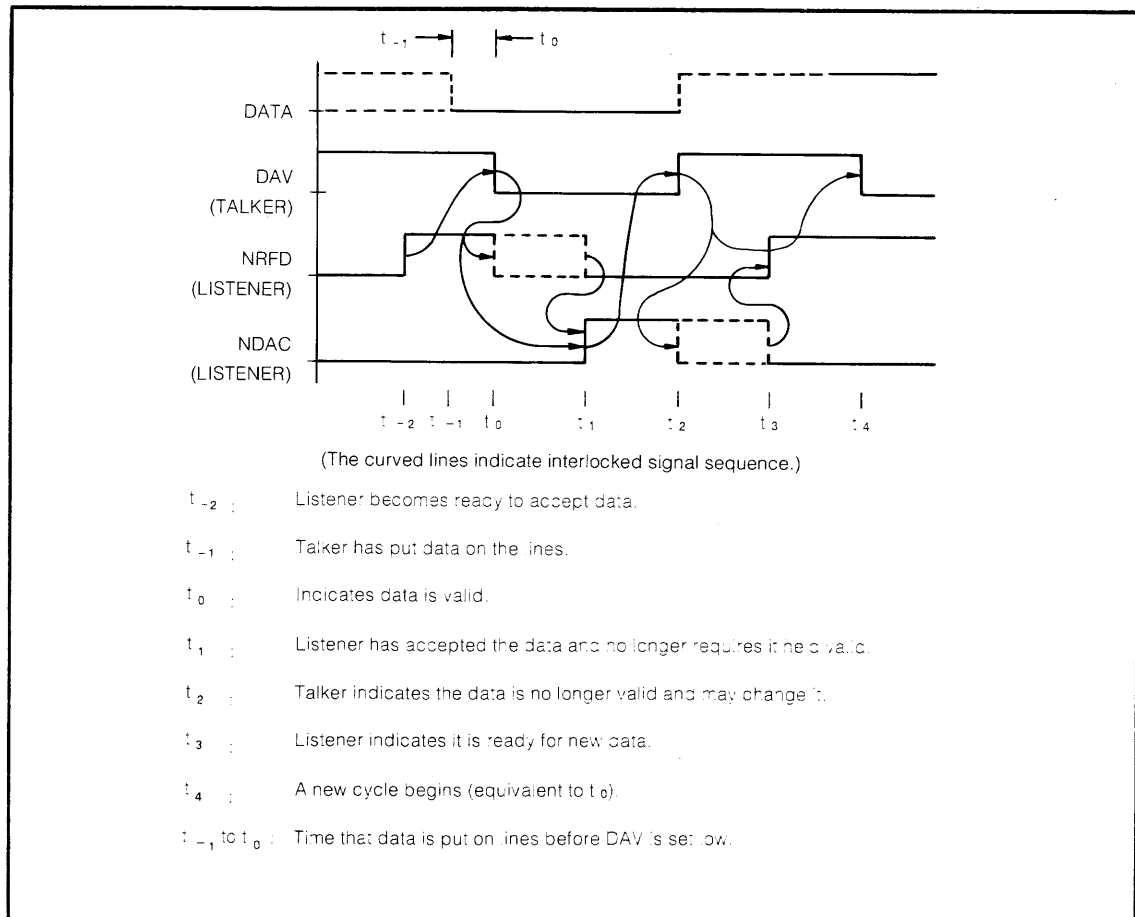 t -1 t 0
DATA
DAV
(TALKER)
NRFD
(LISTENER)
NDAC
(LISTENER)
t -2 t -1 t 0 t 1 t 2 t 3 t 4
(The curved lines indicate interlocked signal sequence.)
t -2 : Listener becomes ready to accept data.
t -1 : Talker has put data on the lines.
t 0 : Indicates data is valid.
t 1 : Listener has accepted the data and no longer requires it held valid.
t 2 : Talker indicates the data is no longer valid and may change it.
t 3 : Listener indicates it is ready for new data.
t 4 : A new cycle begins (equivalent to t 0).
t -1 to t 0 : Time that data is put on lines before DAV is set low.